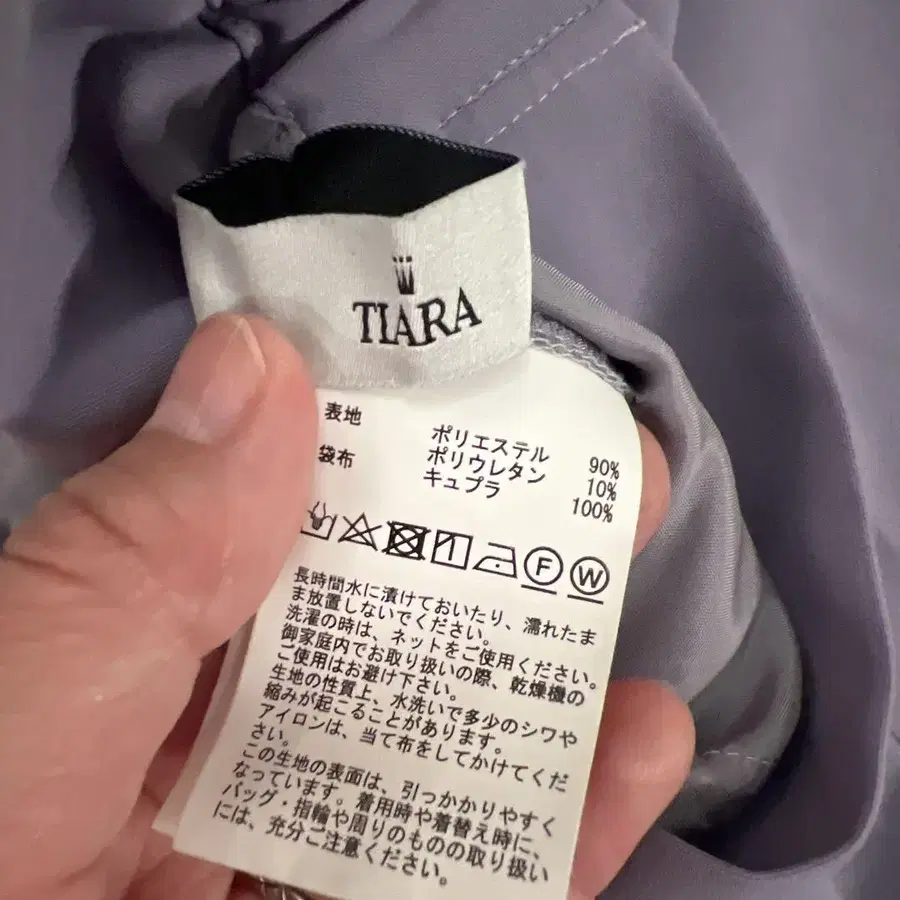 TIARA
表地 ポリエステル 90%
ポリウレタン 10%
袋布 キュプラ 100%
F W
長時間水に漬けておいたり、濡れたま
ま放置しないでください。
洗濯の時は、ネットをご使用ください。
御家庭内でお取り扱いの際、乾燥機の
ご使用はお避け下さい。
生地の性質上、水洗いで多少のシワや
縮みが起こることがあります。
アイロンは、当て布をしてかけてくだ
さい。
この生地の表面は、引っかかりやすく
なっています。着用時や着替え時に、
バッグ・指輪や周りのものの取り扱い
には、充分ご注意ください。